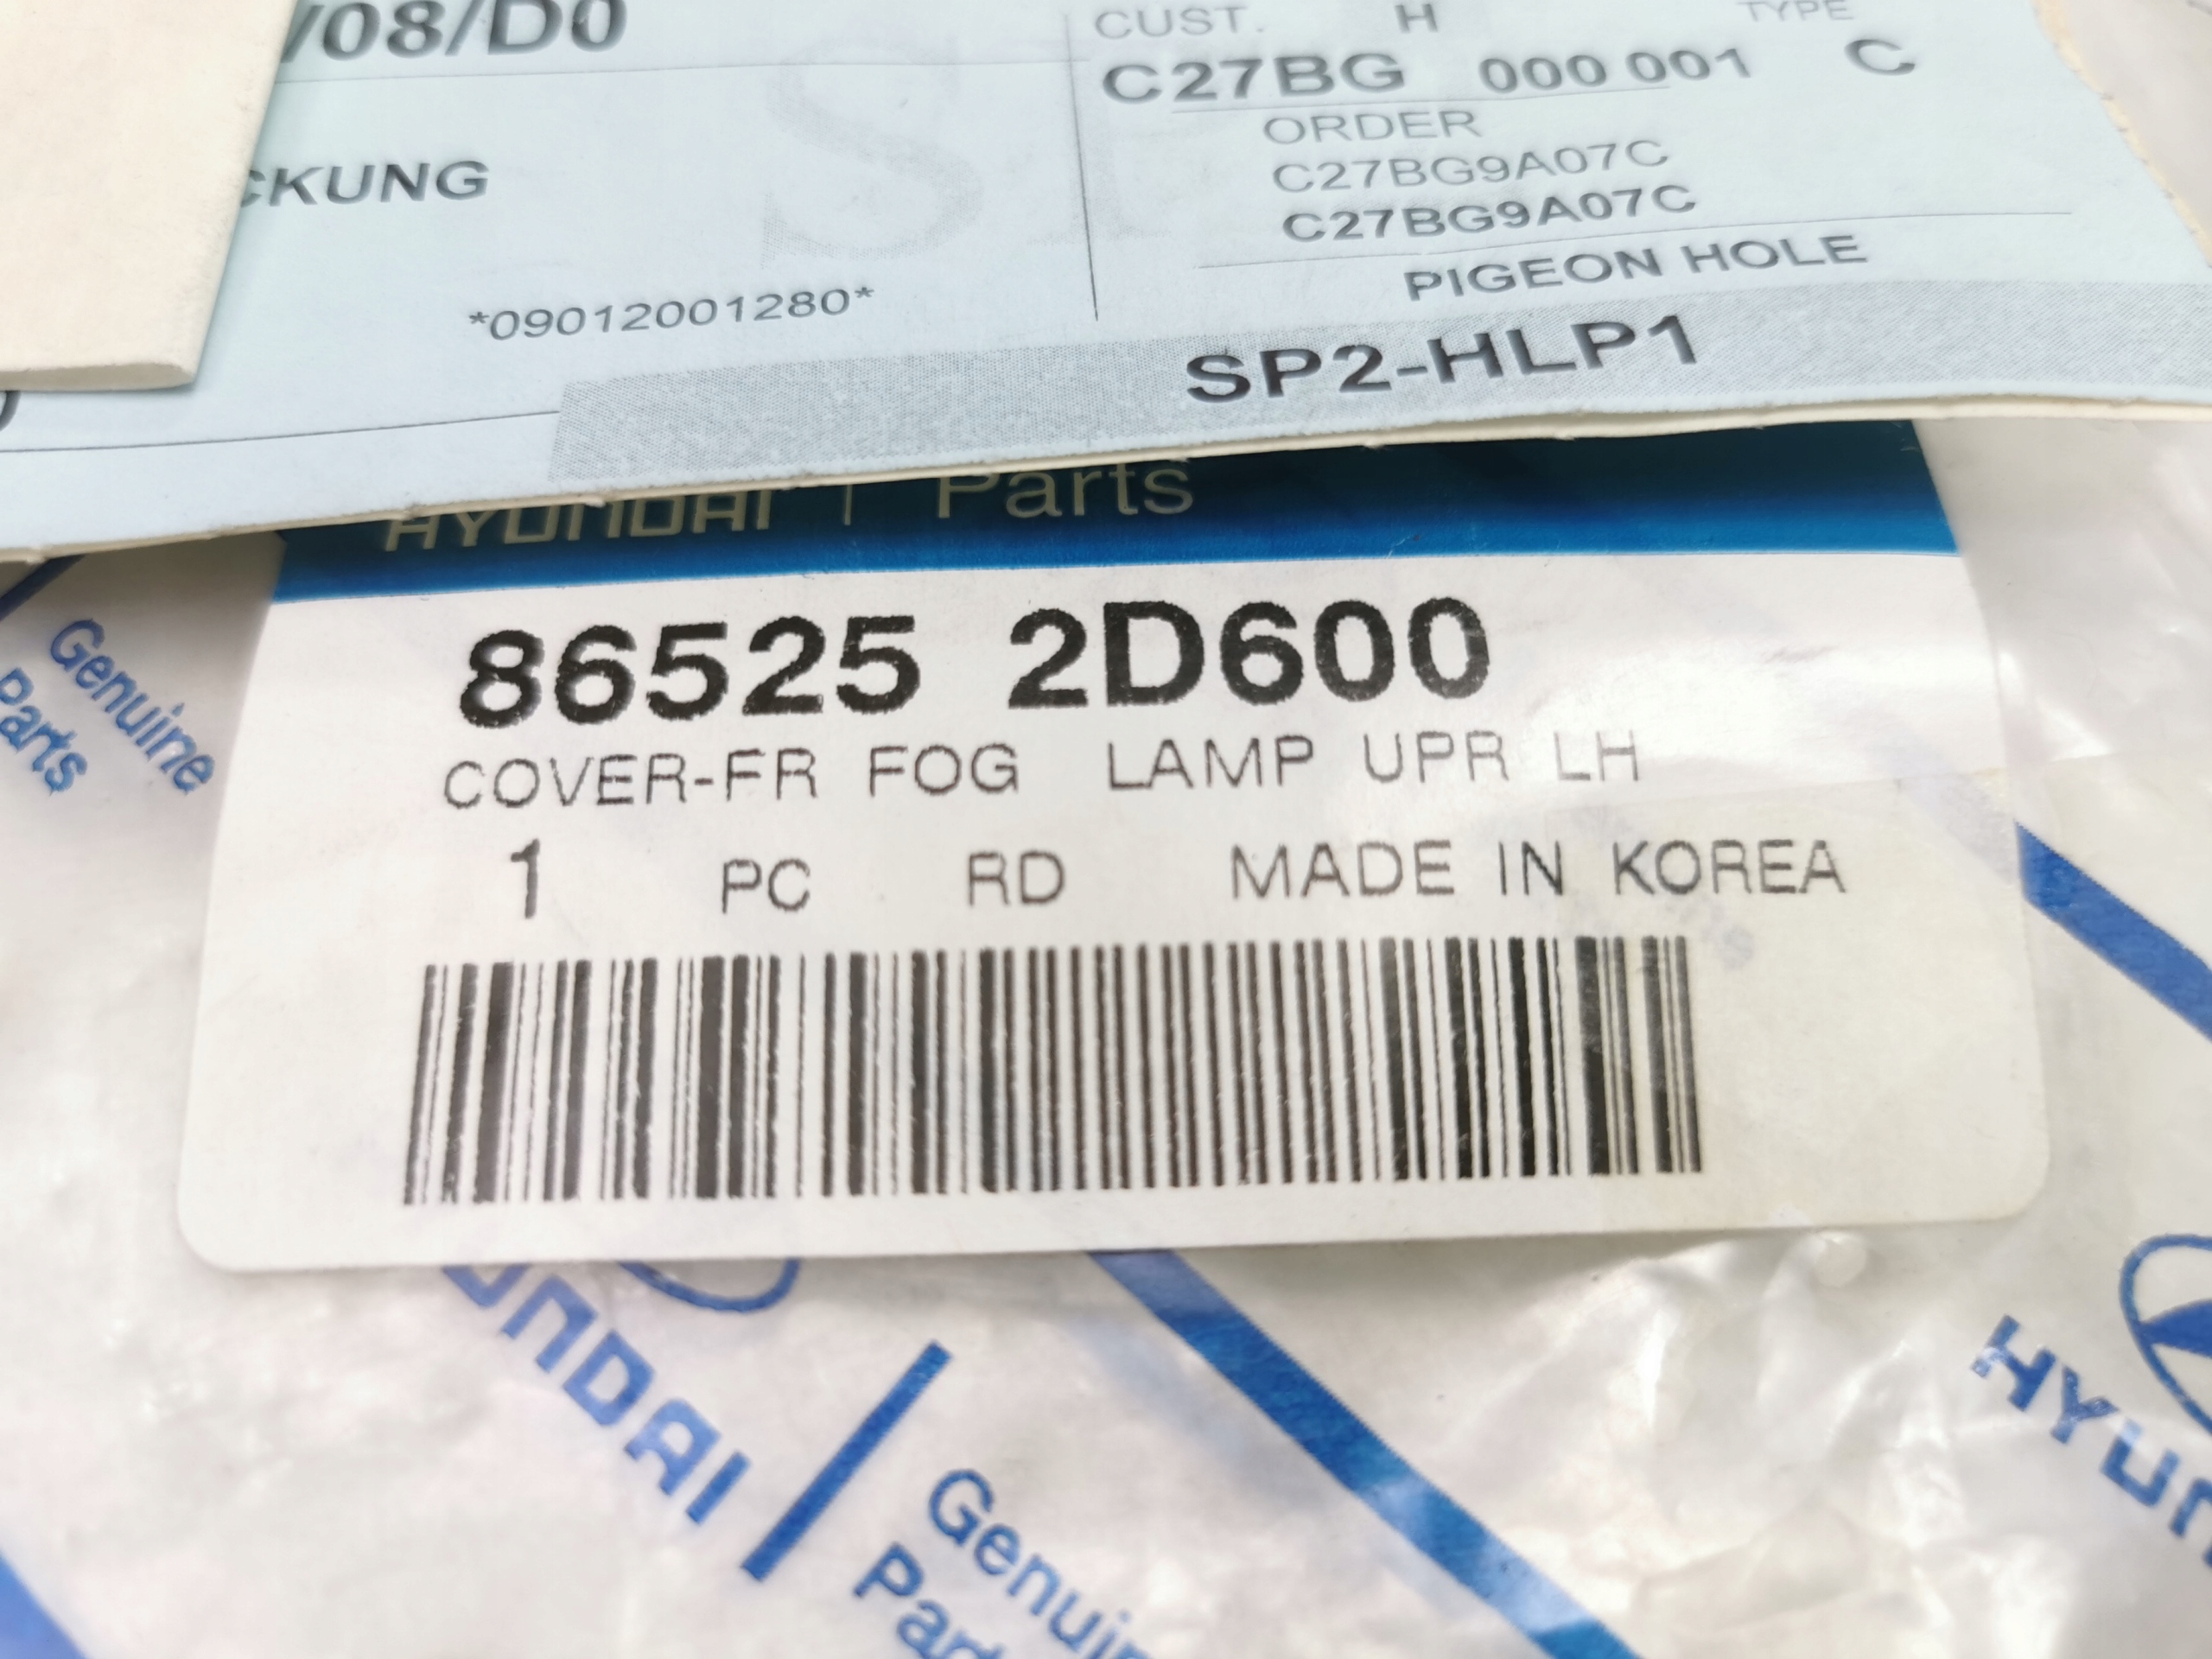 /08/D0
CUST. H TYPE
C27BG 000 001 C
ORDER
C27BG9A07C
C27BG9A07C
CKUNG
*09012001280*
PIGEON HOLE
SP2-HLP1
HYUNDAI | Parts
86525 2D600
COVER-FR FOG LAMP UPR LH
1 PC RD MADE IN KOREA
Genuine
Parts
HYUNDAI
Genuine
Parts
HYUN